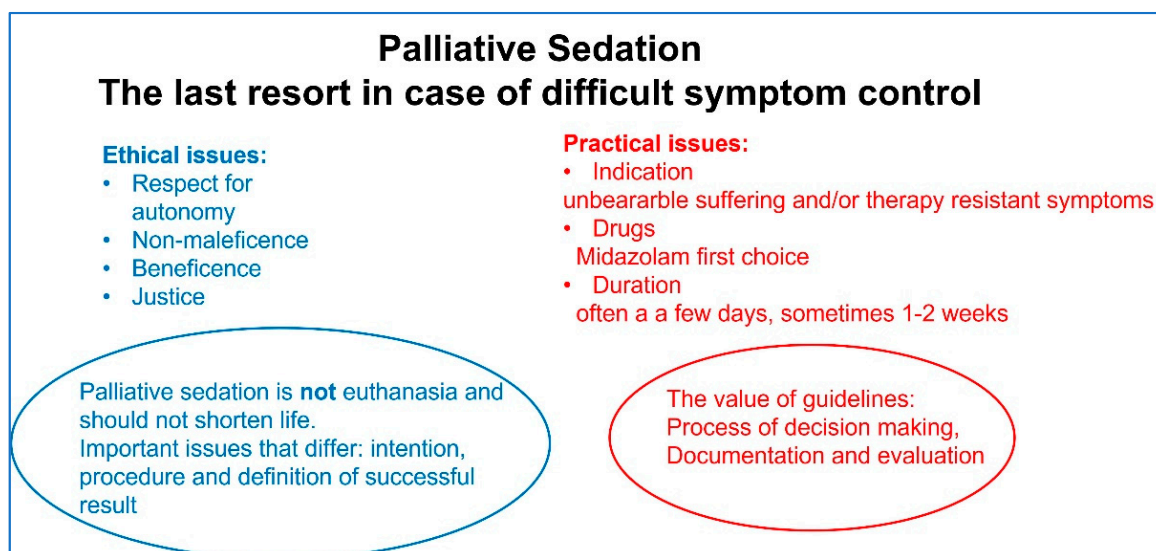 Palliative Sedation
The last resort in case of difficult symptom control
Ethical issues:
• Respect for
autonomy
• Non-maleficence
• Beneficence
• Justice
Palliative sedation is not euthanasia and
should not shorten life.
Important issues that differ: intention,
procedure and definition of successful
result
Practical issues:
• Indication
unbeararble suffering and/or therapy resistant symptoms
• Drugs
Midazolam first choice
• Duration
often a a few days, sometimes 1-2 weeks
The value of guidelines:
Process of decision making,
Documentation and evaluation